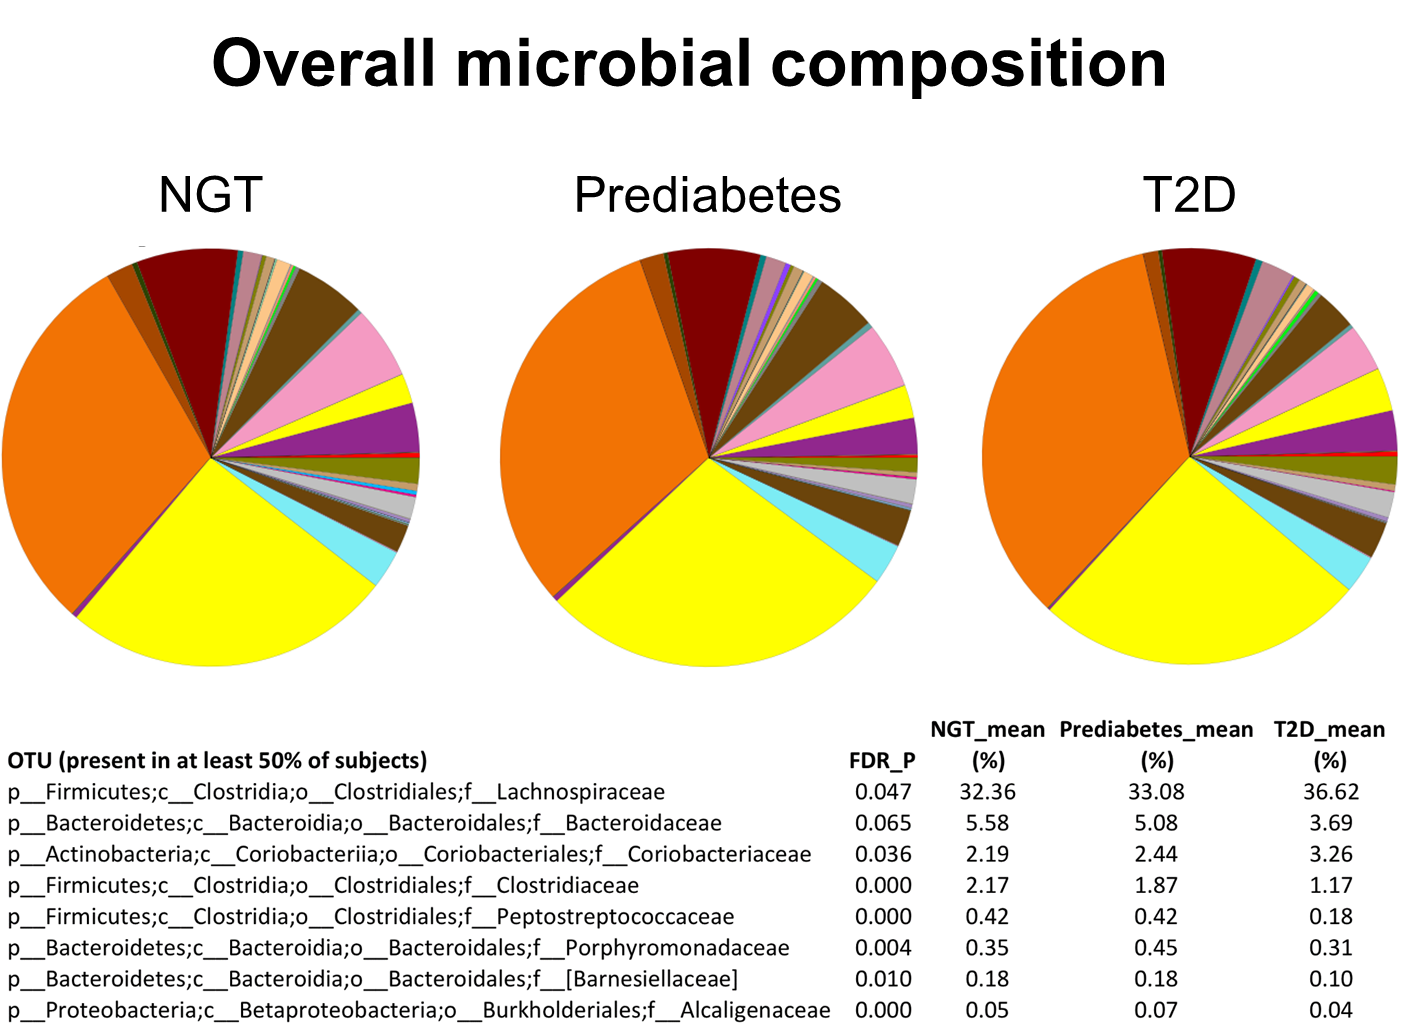 Overall microbial composition
NGT Prediabetes T2D
NGT_mean Prediabetes_mean T2D_mean
OTU (present in at least 50% of subjects) FDR_P (%) (%) (%)
p__Firmicutes;c__Clostridia;o__Clostridiales;f__Lachnospiraceae 0.047 32.36 33.08 36.62
p__Bacteroidetes;c__Bacteroidia;o__Bacteroidales;f__Bacteroidaceae 0.065 5.58 5.08 3.69
p__Actinobacteria;c__Coriobacteriia;o__Coriobacteriales;f__Coriobacteriaceae 0.036 2.19 2.44 3.26
p__Firmicutes;c__Clostridia;o__Clostridiales;f__Clostridiaceae 0.000 2.17 1.87 1.17
p__Firmicutes;c__Clostridia;o__Clostridiales;f__Peptostreptococcaceae 0.000 0.42 0.42 0.18
p__Bacteroidetes;c__Bacteroidia;o__Bacteroidales;f__Porphyromonadaceae 0.004 0.35 0.45 0.31
p__Bacteroidetes;c__Bacteroidia;o__Bacteroidales;f__[Barnesiellaceae] 0.010 0.18 0.18 0.10
p__Proteobacteria;c__Betaproteobacteria;o__Burkholderiales;f__Alcaligenaceae 0.000 0.05 0.07 0.04